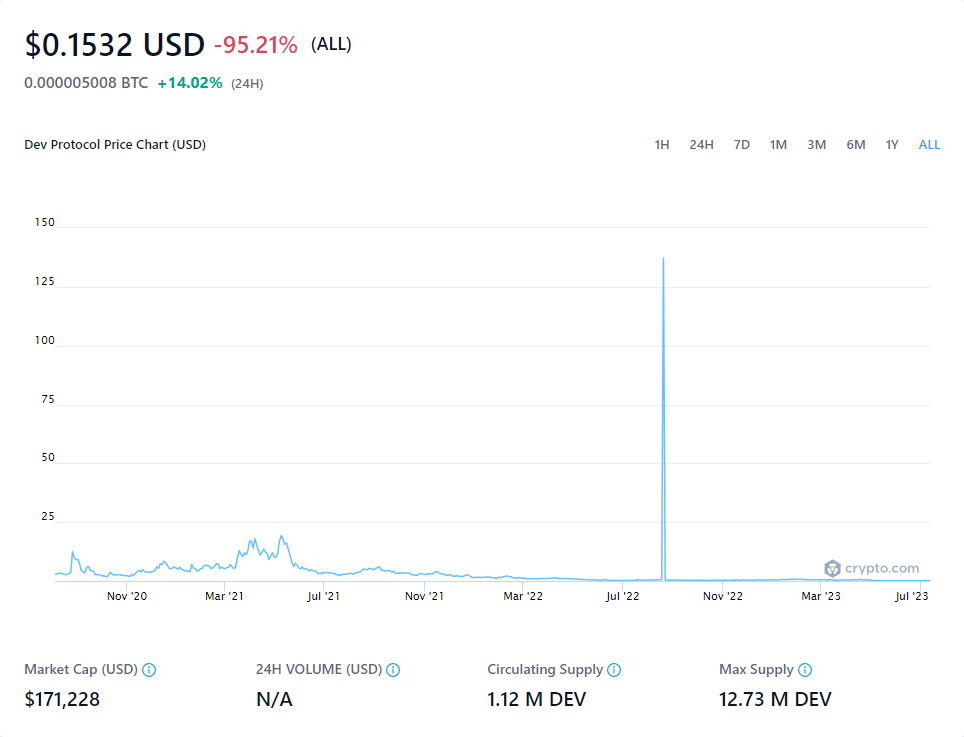 $0.1532 USD -95.21% (ALL)
0.000005008 BTC +14.02% (24H)
Dev Protocol Price Chart (USD) 1H 24H 7D 1M 3M 6M 1Y ALL
150
125
100
75
50
25
crypto.com
Nov '20 Mar '21 Jul '21 Nov '21 Mar '22 Jul '22 Nov '22 Mar '23 Jul '23
Market Cap (USD) 24H VOLUME (USD) Circulating Supply Max Supply
$171,228 N/A 1.12 M DEV 12.73 M DEV